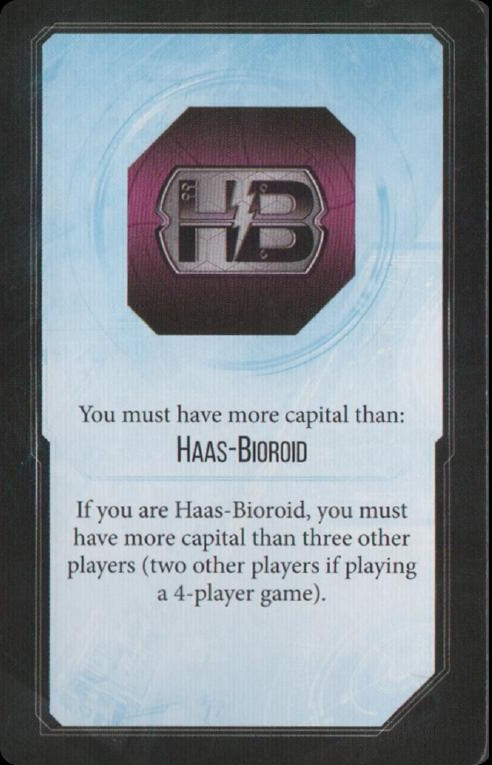 HB
You must have more capital than:
HAAS-BIOROID
If you are Haas-Bioroid, you must
have more capital than three other
players (two other players if playing
a 4-player game).